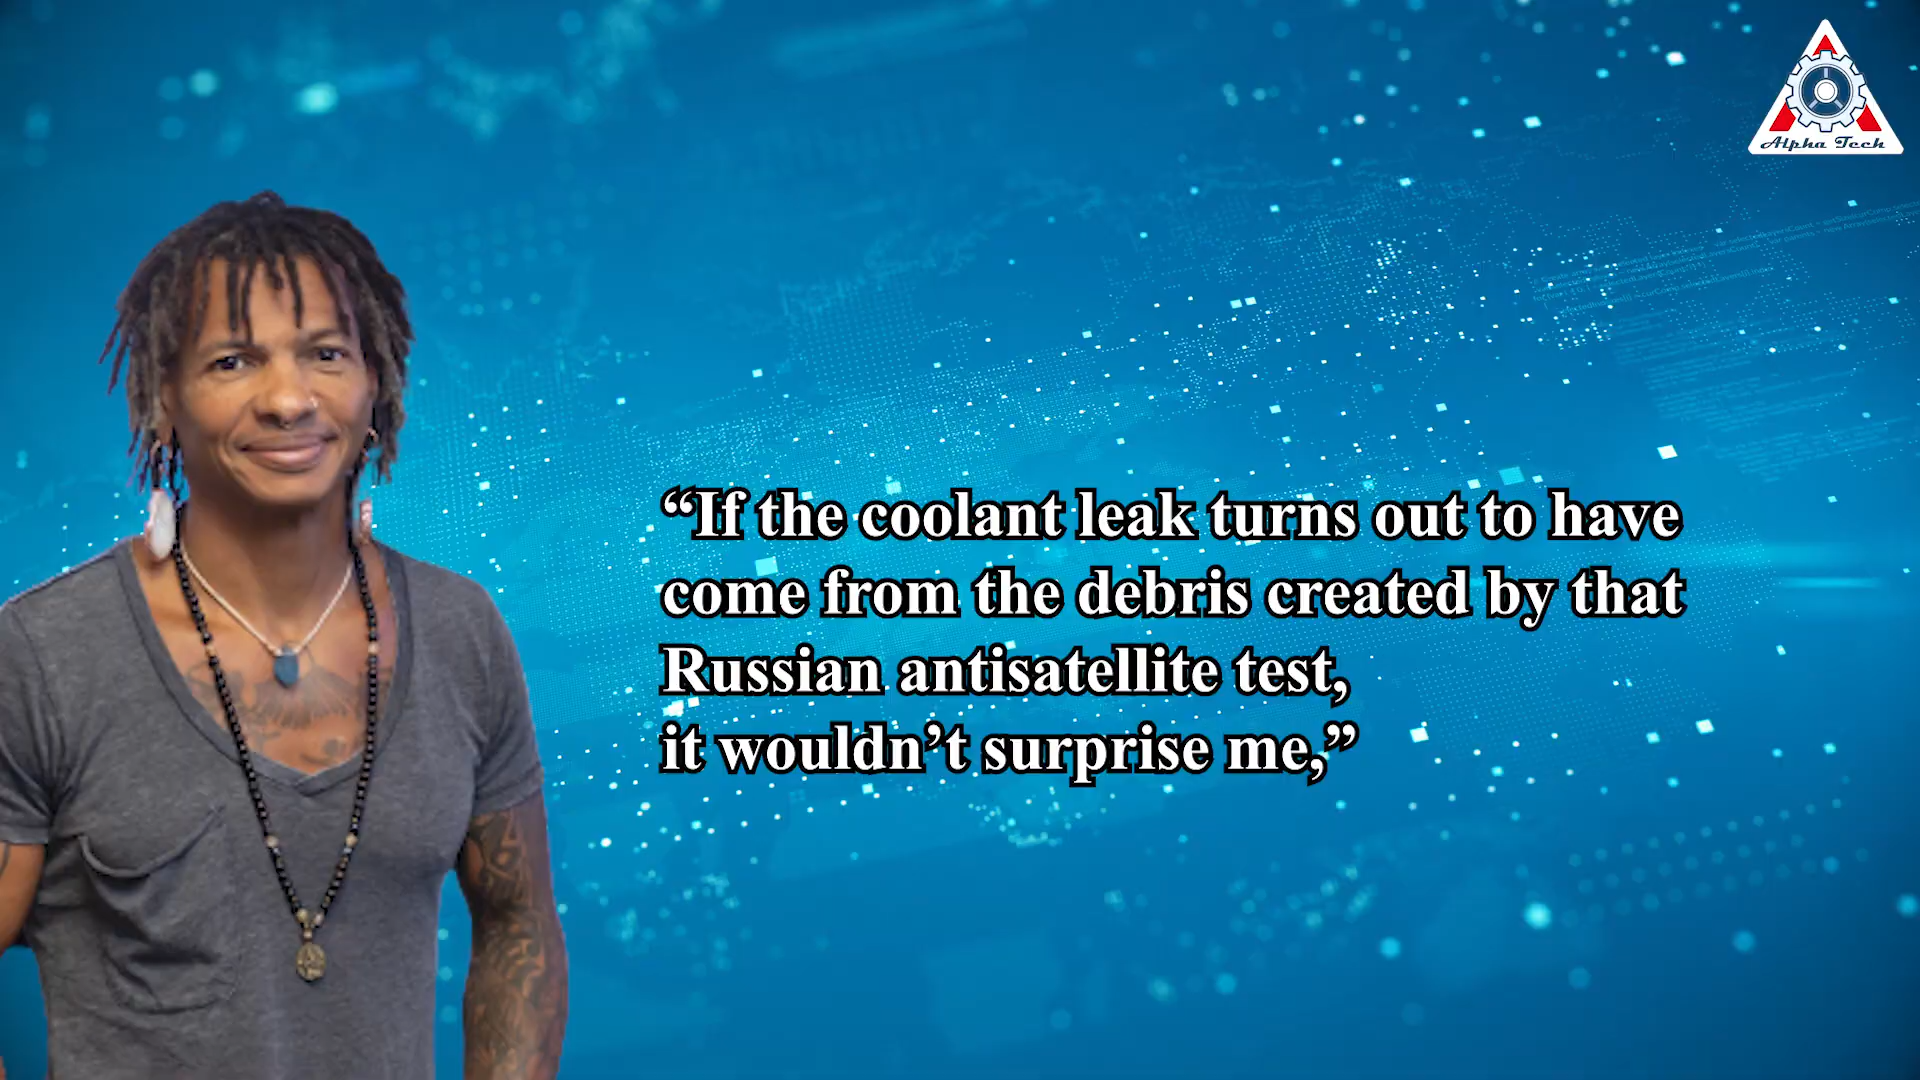 Alpha Tech
“If the coolant leak turns out to have
come from the debris created by that
Russian antisatellite test,
it wouldn’t surprise me,”